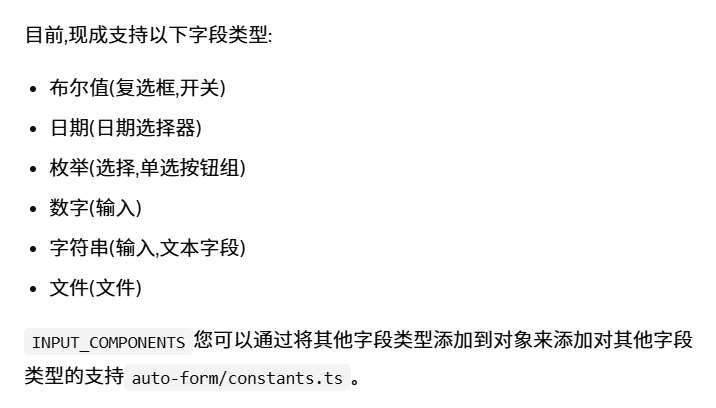 目前,现成支持以下字段类型:
• 布尔值(复选框,开关)
• 日期(日期选择器)
• 枚举(选择,单选按钮组)
• 数字(输入)
• 字符串(输入,文本字段)
• 文件(文件)
INPUT_COMPONENTS 您可以通过将其他字段类型添加到对象来添加对其他字段
类型的支持 auto-form/constants.ts 。